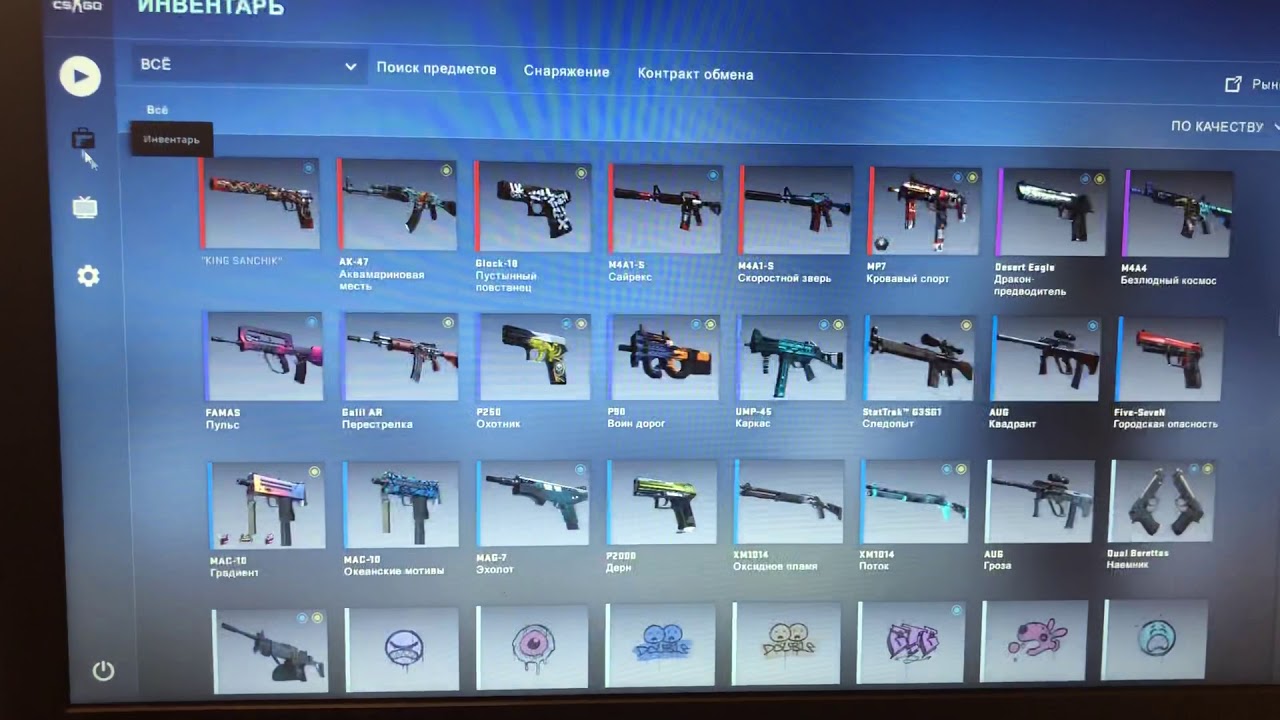 CS:GO
ИНВЕНТАРЬ
ВСЁ
Поиск предметов
Снаряжение
Контракт обмена
Рын
Всё
Инвентарь
ПО КАЧЕСТВУ
"KING SANCHIK"
AK-47
Аквамариновая
месть
Glock-18
Пустынный
повстанец
M4A1-S
Сайрекс
M4A1-S
Скоростной зверь
MP7
Кровавый спорт
Desert Eagle
Дракон-
предводитель
M4A4
Безлюдный космос
FAMAS
Пульс
Galil AR
Перестрелка
P250
Охотник
P90
Воин дорог
UMP-45
Каркас
StatTrak™ G3SG1
Следопыт
AUG
Квадрант
Five-SeveN
Городская опасность
MAC-10
Градиент
MAC-10
Океанские мотивы
MAG-7
Эхолот
P2000
Дерн
XM1014
Оксидное пламя
XM1014
Поток
AUG
Гроза
Dual Berettas
Наемник
DOUBLE
DOUBLE